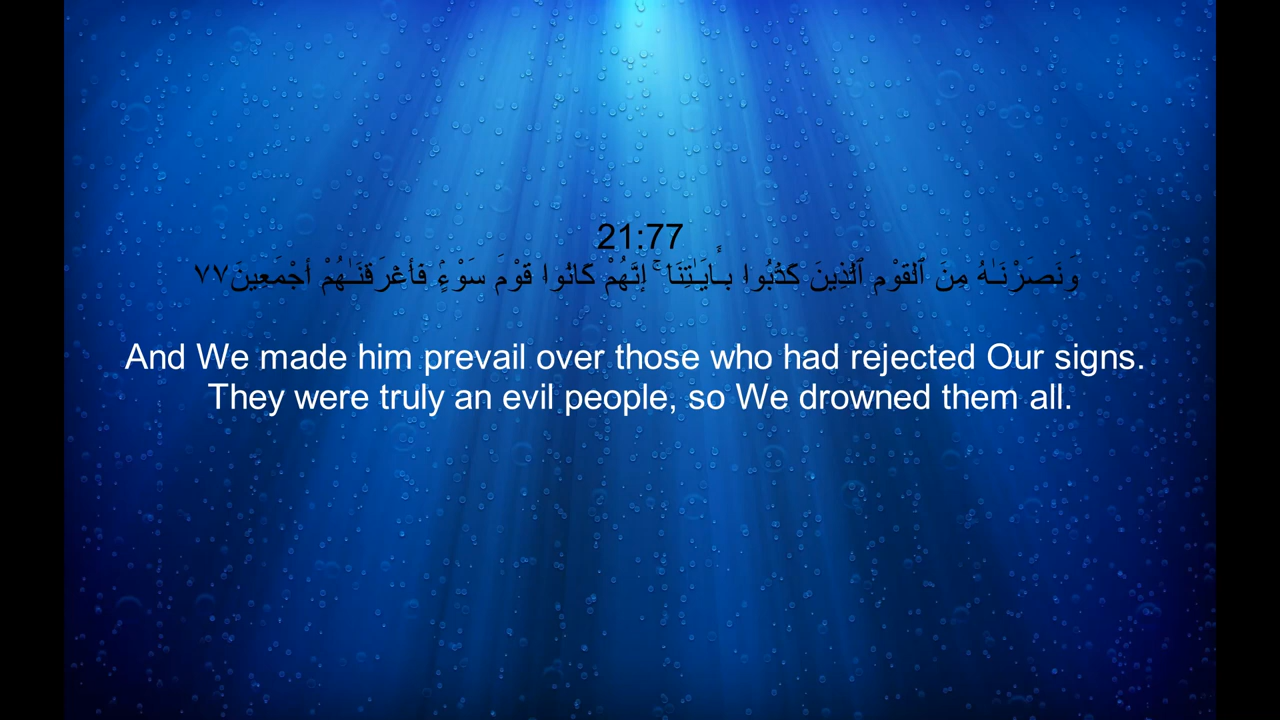 21:77
وَنَصَرْنَـٰهُ مِنَ ٱلْقَوْمِ ٱلَّذِينَ كَذَّبُوا۟ بِـَٔايَـٰتِنَآ ۚ إِنَّهُمْ كَانُوا۟ قَوْمَ سَوْءٍۢ فَأَغْرَقْنَـٰهُمْ أَجْمَعِينَ٧٧
And We made him prevail over those who had rejected Our signs.
They were truly an evil people, so We drowned them all.